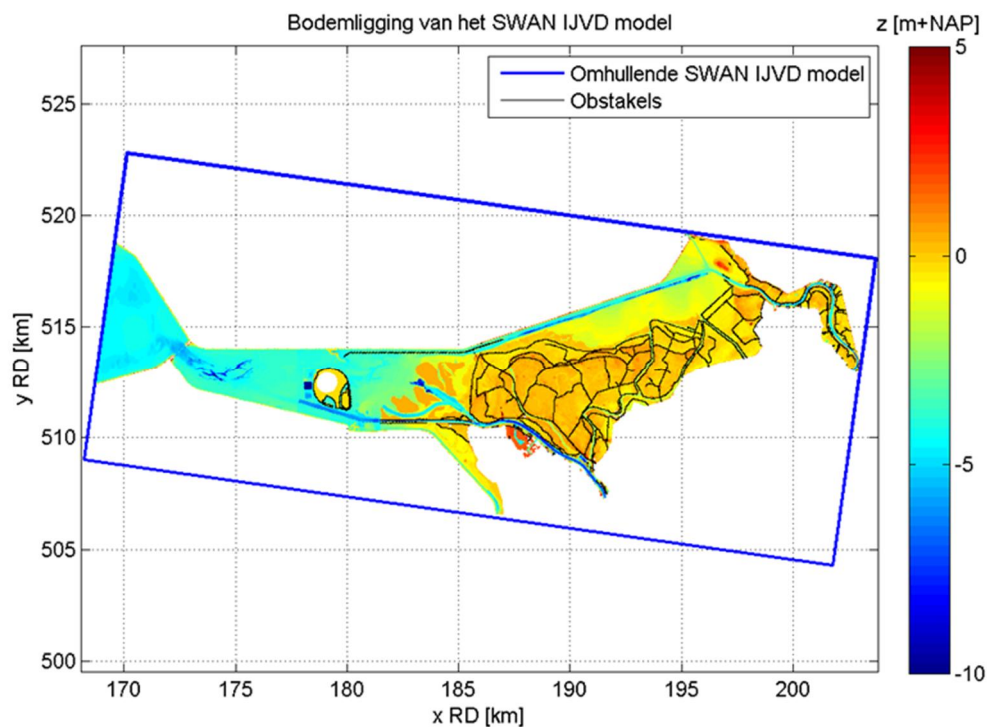 Bodemligging van het SWAN IJVD model
z [m+NAP]
Omhullende SWAN IJVD model
Obstakels
5
0
-5
-10
525
520
515
510
505
500
y RD [km]
170 175 180 185 190 195 200
x RD [km]